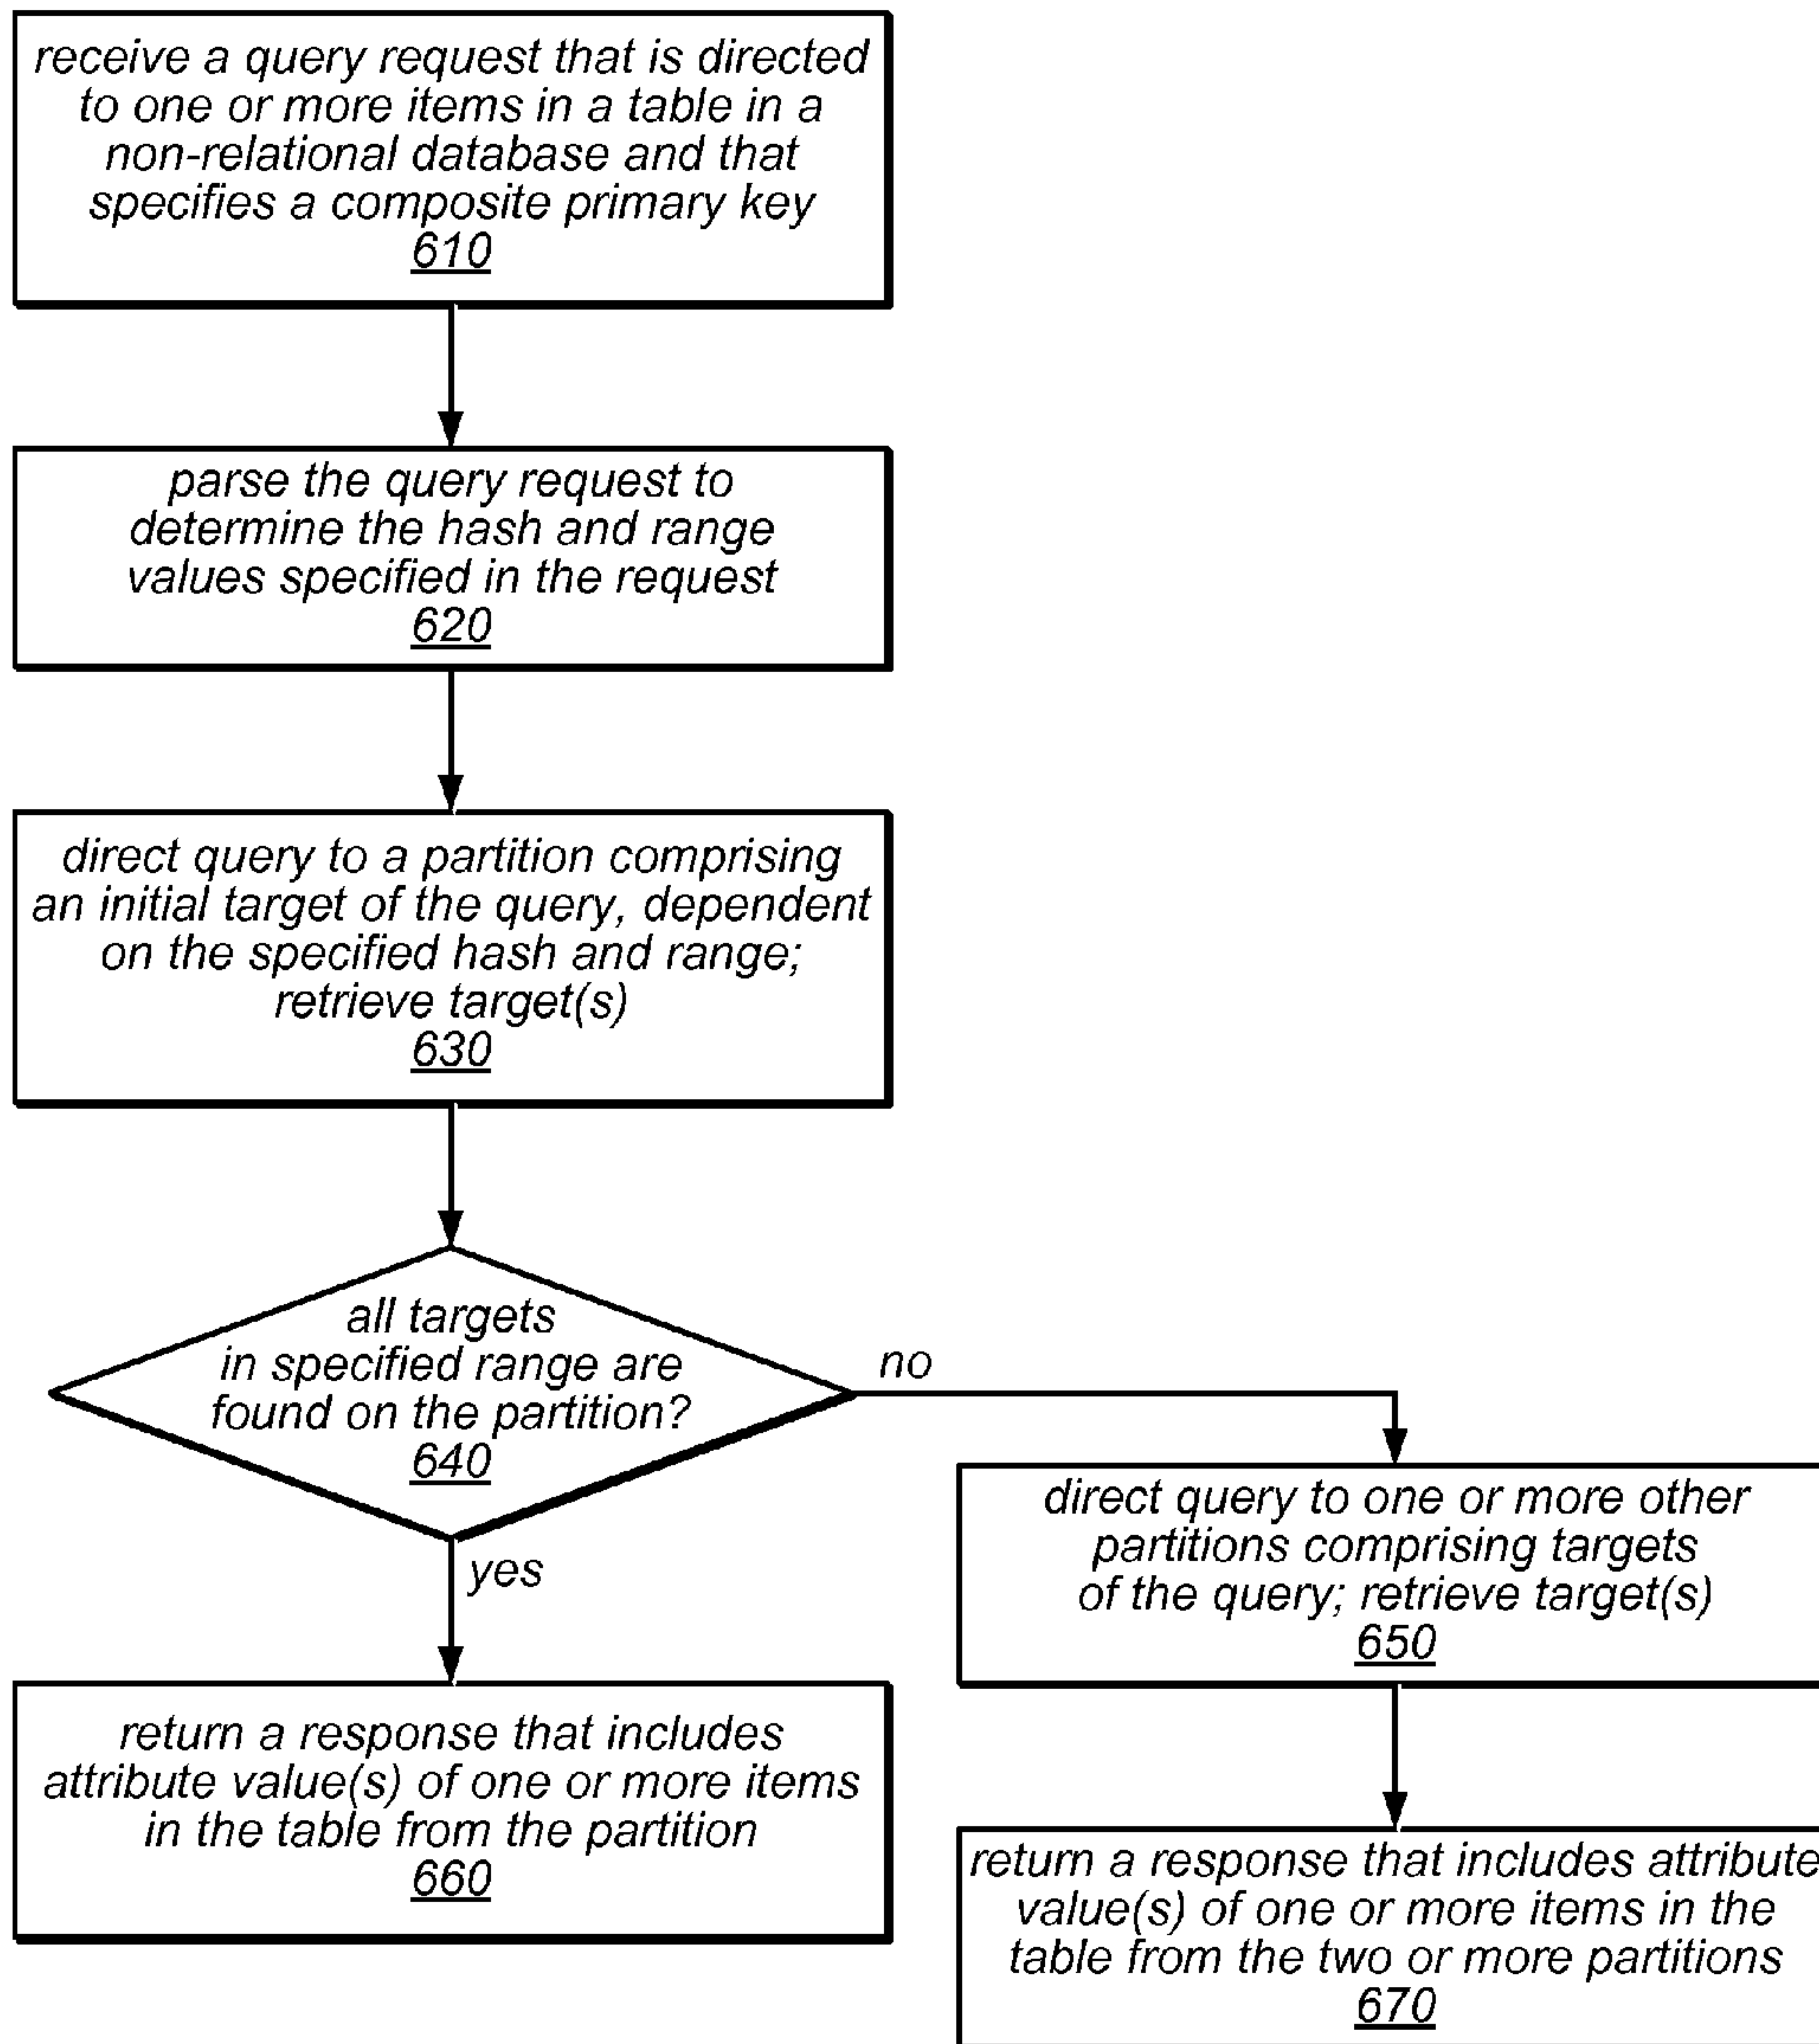 receive a query request that is directed
to one or more items in a table in a
non-relational database and that
specifies a composite primary key
610
parse the query request to
determine the hash and range
values specified in the request
620
direct query to a partition comprising
an initial target of the query, dependent
on the specified hash and range;
retrieve target(s)
630
all targets
in specified range are
found on the partition?
640
no
yes
direct query to one or more other
partitions comprising targets
of the query; retrieve target(s)
650
return a response that includes
attribute value(s) of one or more items
in the table from the partition
660
return a response that includes attribute
value(s) of one or more items in the
table from the two or more partitions
670